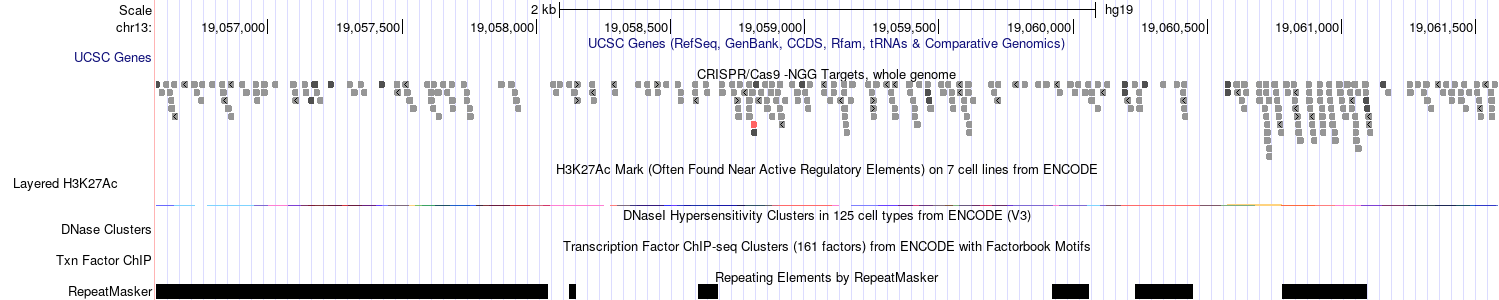 Scale 2 kb hg19
chr13: 19,057,000 19,057,500 19,058,000 19,058,500 19,059,000 19,059,500 19,060,000 19,060,500 19,061,000 19,061,500
UCSC Genes (RefSeq, GenBank, CCDS, Rfam, tRNAs & Comparative Genomics)
UCSC Genes
CRISPR/Cas9 -NGG Targets, whole genome
H3K27Ac Mark (Often Found Near Active Regulatory Elements) on 7 cell lines from ENCODE
Layered H3K27Ac
DNaseI Hypersensitivity Clusters in 125 cell types from ENCODE (V3)
DNase Clusters
Transcription Factor ChIP-seq Clusters (161 factors) from ENCODE with Factorbook Motifs
Txn Factor ChIP
Repeating Elements by RepeatMasker
RepeatMasker